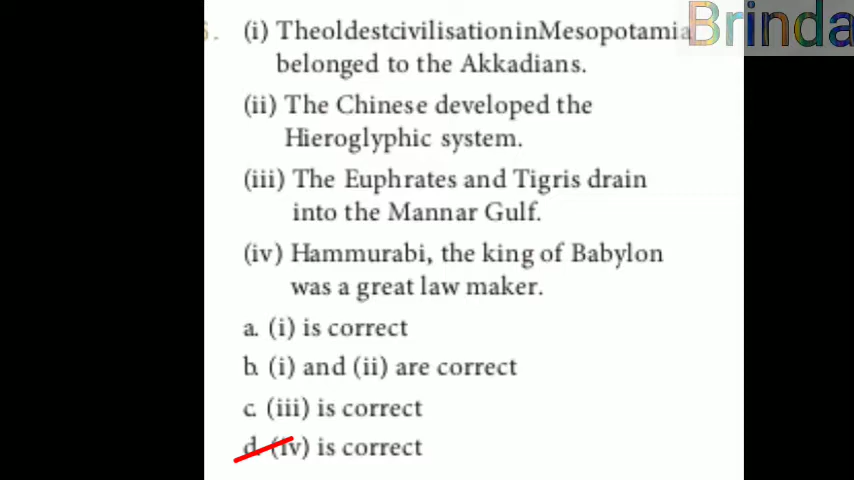 Brinda
(i) TheoldestcivilisationinMesopotamia
belonged to the Akkadians.
(ii) The Chinese developed the
Hieroglyphic system.
(iii) The Euphrates and Tigris drain
into the Mannar Gulf.
(iv) Hammurabi, the king of Babylon
was a great law maker.
a. (i) is correct
b. (i) and (ii) are correct
c. (iii) is correct
d. (iv) is correct